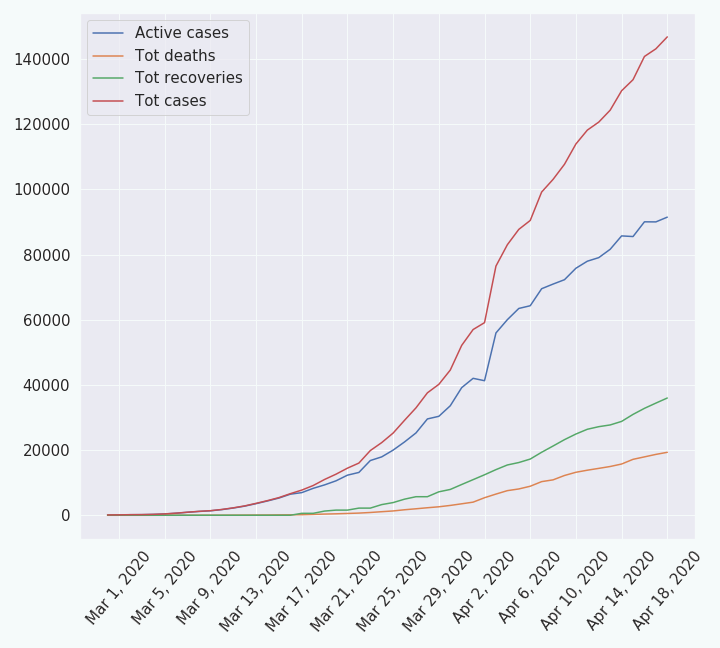 Active cases
Tot deaths
Tot recoveries
Tot cases
140000
120000
100000
80000
60000
40000
20000
0
Mar 1, 2020
Mar 5, 2020
Mar 9, 2020
Mar 13, 2020
Mar 17, 2020
Mar 21, 2020
Mar 25, 2020
Mar 29, 2020
Apr 2, 2020
Apr 6, 2020
Apr 10, 2020
Apr 14, 2020
Apr 18, 2020